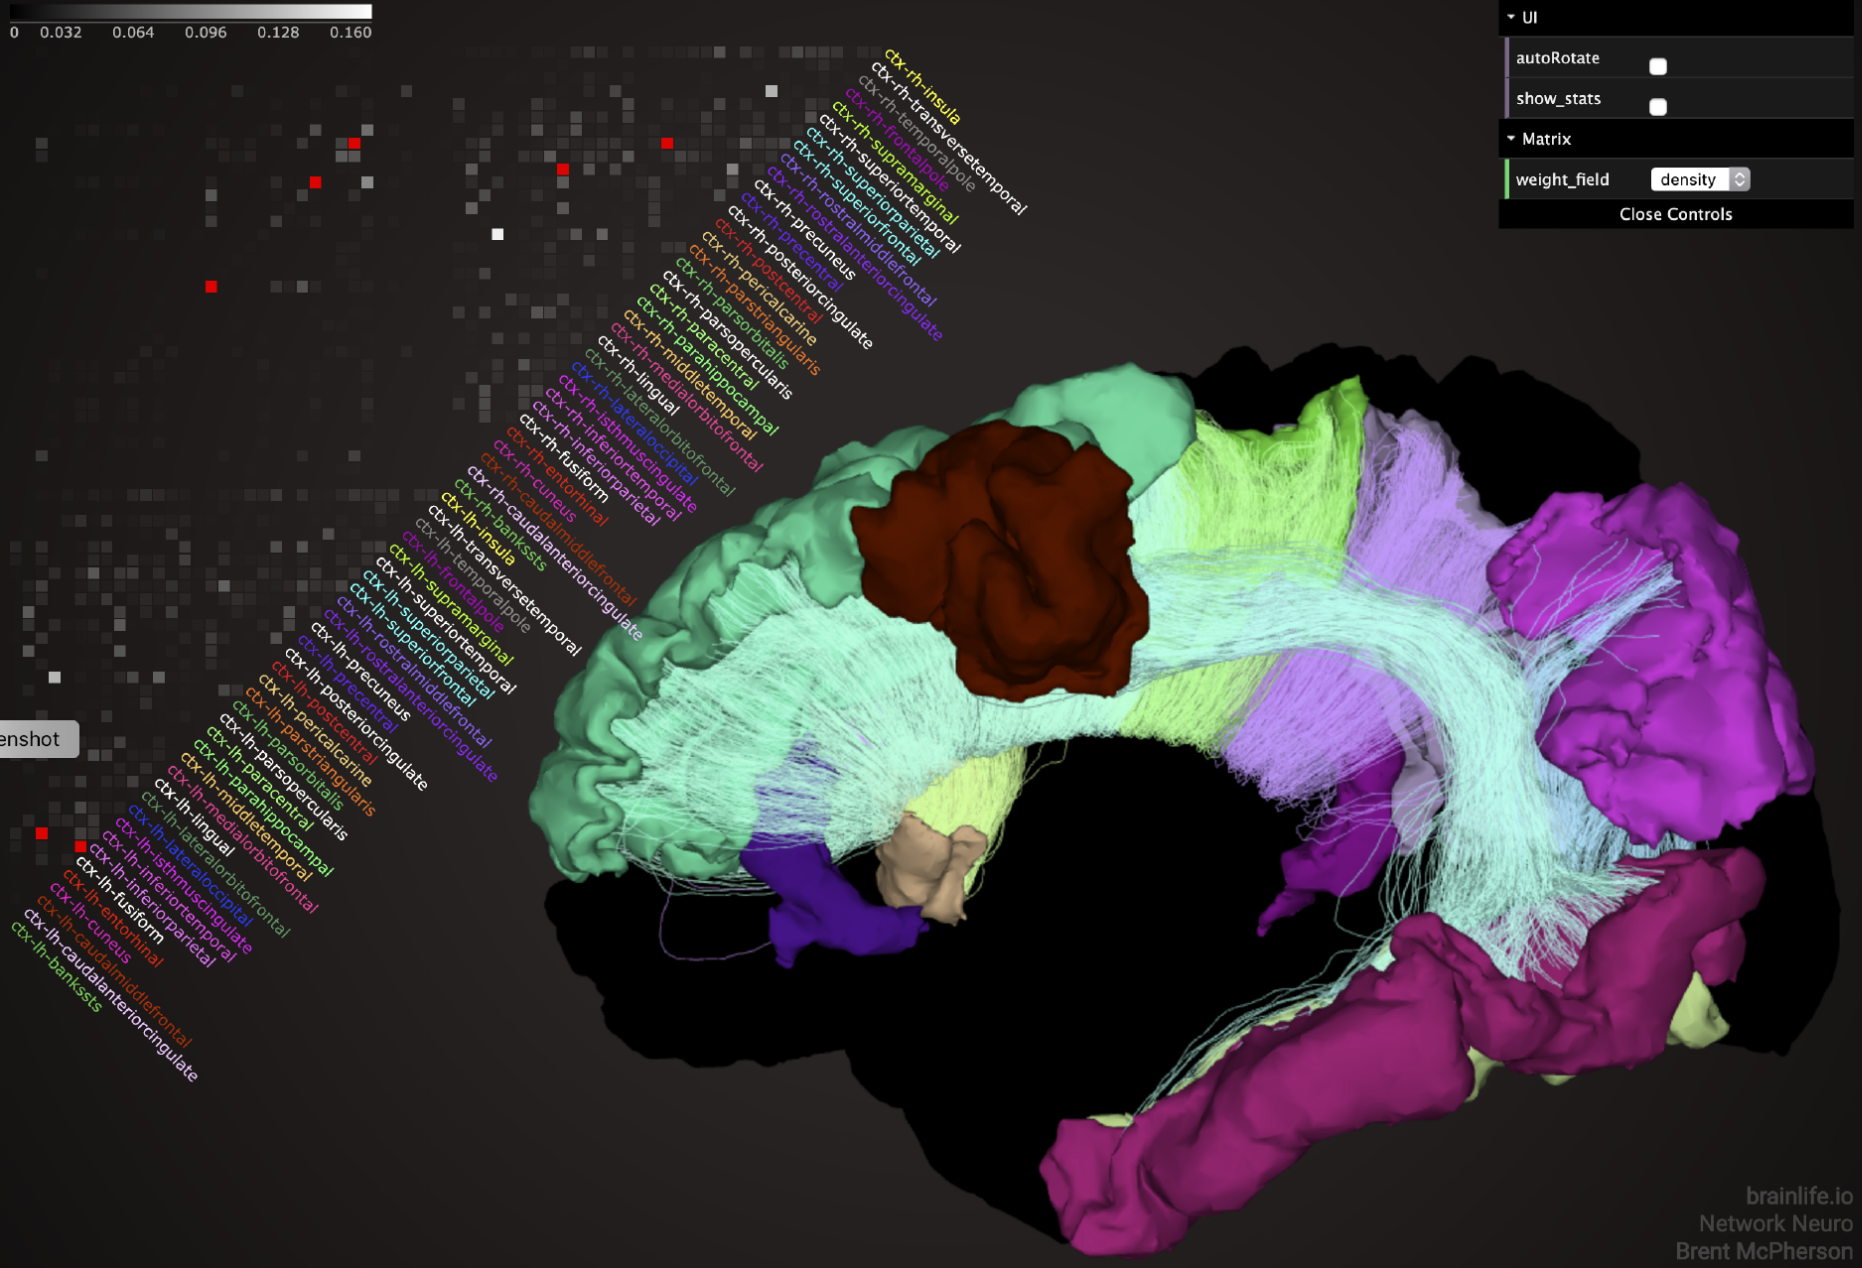 0 0.032 0.064 0.096 0.128 0.160
UI
autoRotate
show_stats
Matrix
weight_field density
Close Controls
ctx-rh-insula
ctx-rh-transversetemporal
ctx-rh-temporalpole
ctx-rh-frontalpole
ctx-rh-supramarginal
ctx-rh-superiortemporal
ctx-rh-superiorparietal
ctx-rh-superiorfrontal
ctx-rh-rostralmiddlefrontal
ctx-rh-rostralanteriorcingulate
ctx-rh-precuneus
ctx-rh-precentral
ctx-rh-posteriorcingulate
ctx-rh-postcentral
ctx-rh-pericalcarine
ctx-rh-parstriangularis
ctx-rh-parsorbitalis
ctx-rh-parsopercularis
ctx-rh-paracentral
ctx-rh-parahippocampal
ctx-rh-middletemporal
ctx-rh-medialorbitofrontal
ctx-rh-lingual
ctx-rh-lateralorbitofrontal
ctx-rh-lateraloccipital
ctx-rh-isthmuscingulate
ctx-rh-inferiortemporal
ctx-rh-inferiorparietal
ctx-rh-fusiform
ctx-rh-entorhinal
ctx-rh-cuneus
ctx-rh-caudalmiddlefrontal
ctx-rh-caudalanteriorcingulate
ctx-rh-bankssts
ctx-lh-insula
ctx-lh-transversetemporal
ctx-lh-temporalpole
ctx-lh-frontalpole
ctx-lh-supramarginal
ctx-lh-superiortemporal
ctx-lh-superiorparietal
ctx-lh-superiorfrontal
ctx-lh-rostralmiddlefrontal
ctx-lh-rostralanteriorcingulate
ctx-lh-precuneus
ctx-lh-precentral
ctx-lh-posteriorcingulate
ctx-lh-postcentral
ctx-lh-pericalcarine
ctx-lh-parstriangularis
ctx-lh-parsorbitalis
ctx-lh-parsopercularis
ctx-lh-paracentral
ctx-lh-parahippocampal
ctx-lh-middletemporal
ctx-lh-medialorbitofrontal
ctx-lh-lingual
ctx-lh-lateralorbitofrontal
ctx-lh-lateraloccipital
ctx-lh-isthmuscingulate
ctx-lh-inferiortemporal
ctx-lh-inferiorparietal
ctx-lh-fusiform
ctx-lh-entorhinal
ctx-lh-cuneus
ctx-lh-caudalmiddlefrontal
ctx-lh-caudalanteriorcingulate
ctx-lh-bankssts
enshot
brainlife.io
Network Neuro
Brent McPherson